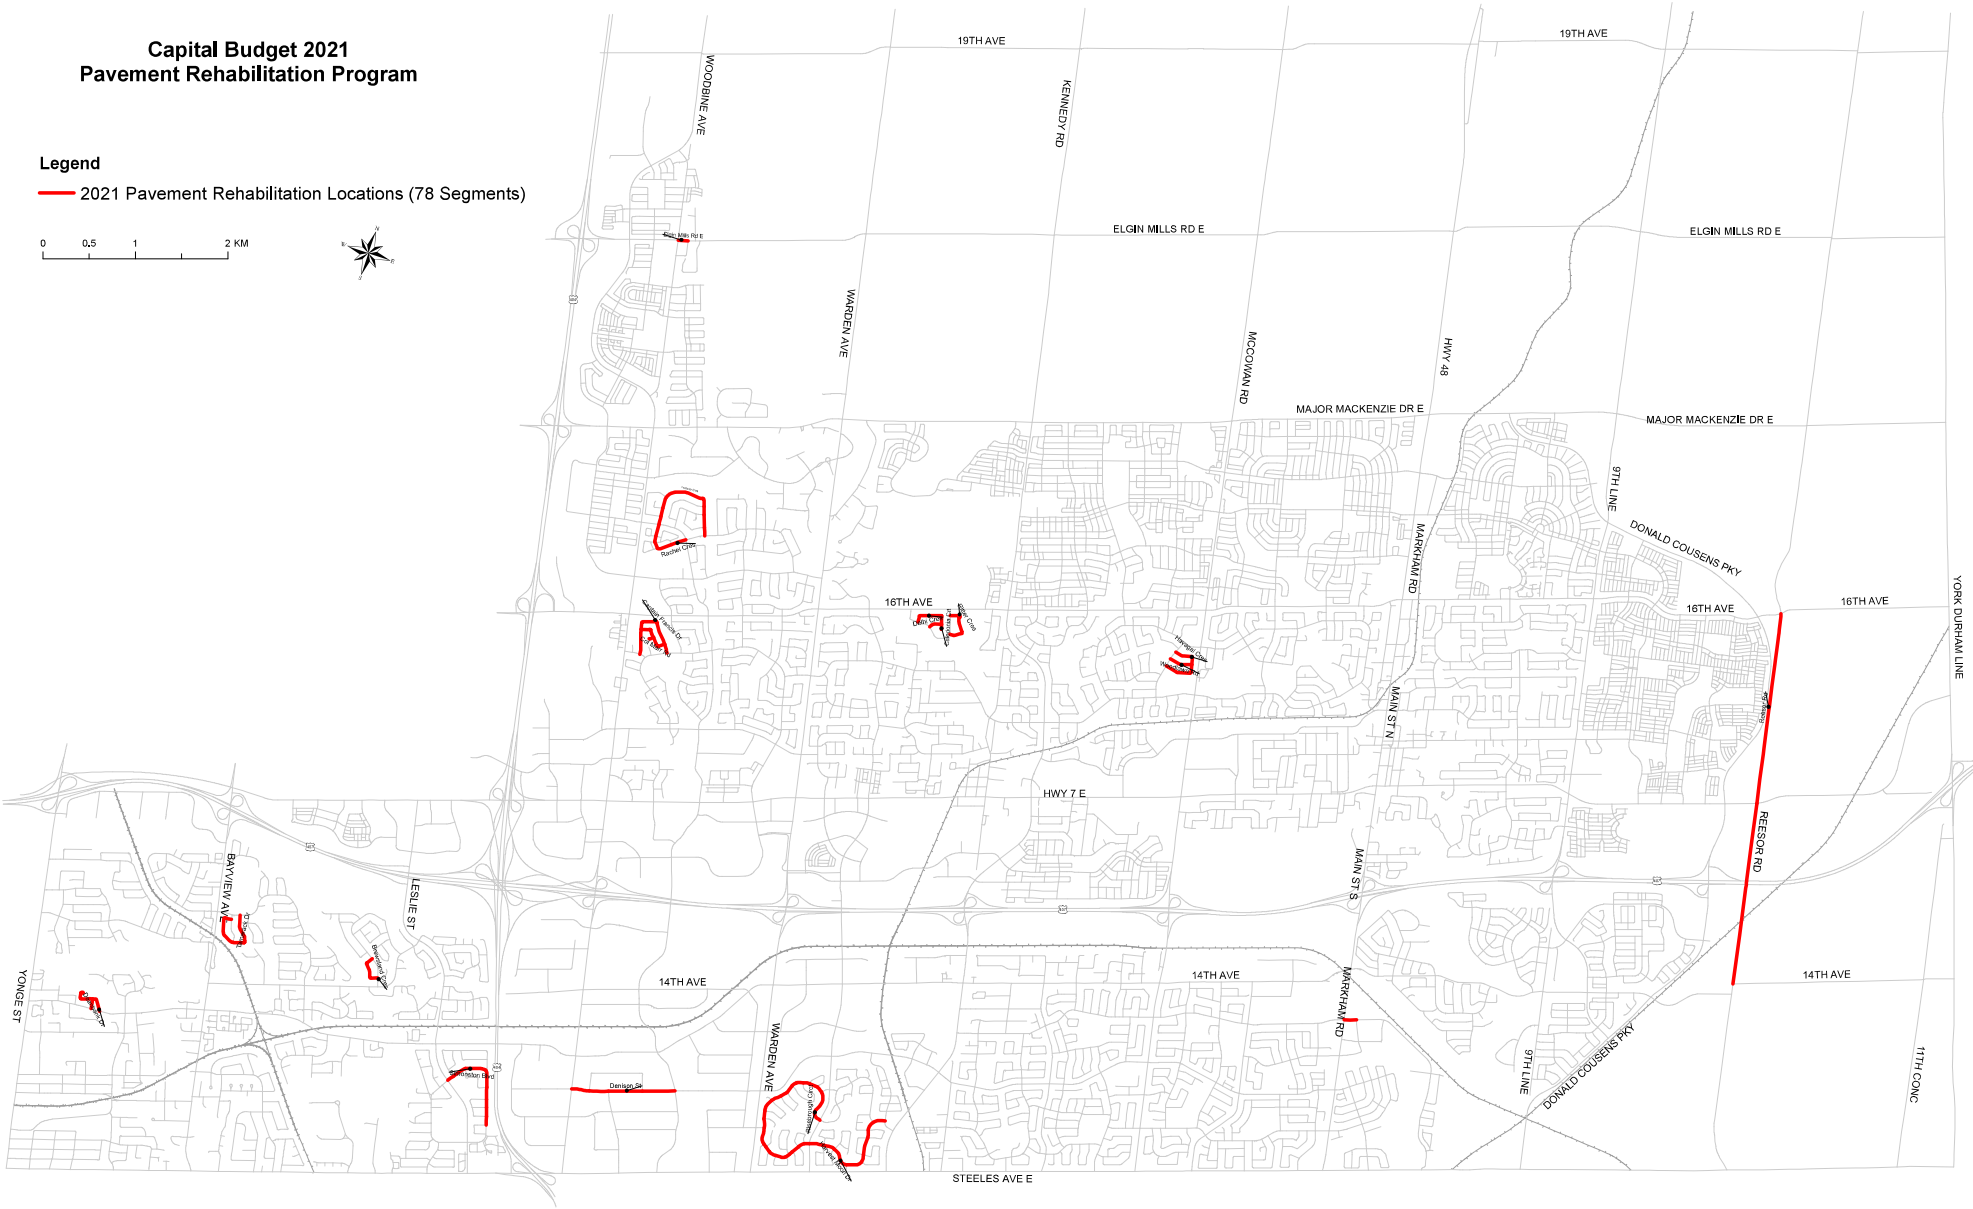 Capital Budget 2021
Pavement Rehabilitation Program
Legend
2021 Pavement Rehabilitation Locations (78 Segments)
0 0.5 1 2 KM
N
E
S
19TH AVE
19TH AVE
WOODBINE AVE
KENNEDY RD
Elgin Mills Rd E
ELGIN MILLS RD E
ELGIN MILLS RD E
WARDEN AVE
MCCOWAN RD
HWY 48
MAJOR MACKENZIE DR E
MAJOR MACKENZIE DR E
9TH LINE
DONALD COUSENS PKY
MARKHAM RD
Rachel Cres
16TH AVE
16TH AVE
16TH AVE
YORK DURHAM LINE
MAIN ST N
HWY 7 E
REESOR RD
BAYVIEW AVE
LESLIE ST
MAIN ST S
YONGE ST
14TH AVE
14TH AVE
14TH AVE
MARKHAM RD
WARDEN AVE
Denison St
9TH LINE
DONALD COUSENS PKY
11TH CONC
STEELES AVE E